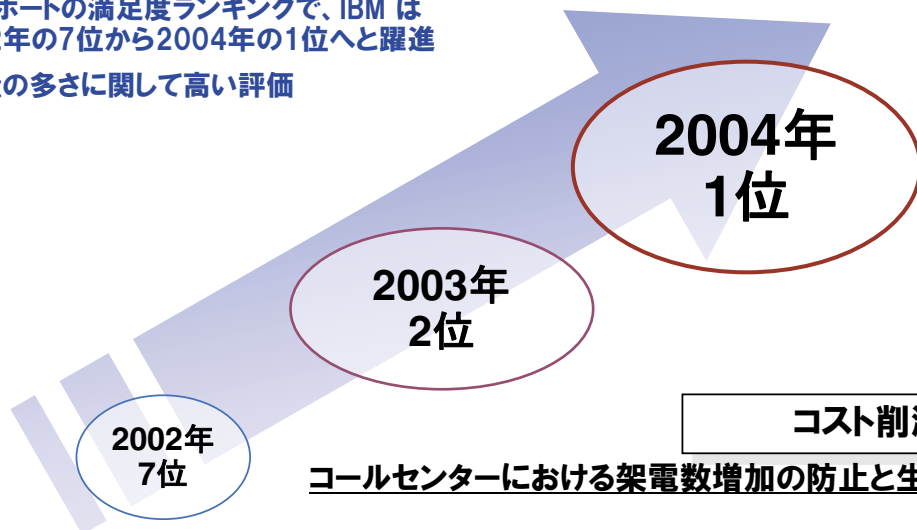 ポートの満足度ランキングで、IBM は
年の7位から2004年の1位へと躍進
の多さに関して高い評価
2004年
1位
2003年
2位
2002年
7位
コスト削
コールセンターにおける架電数増加の防止と生